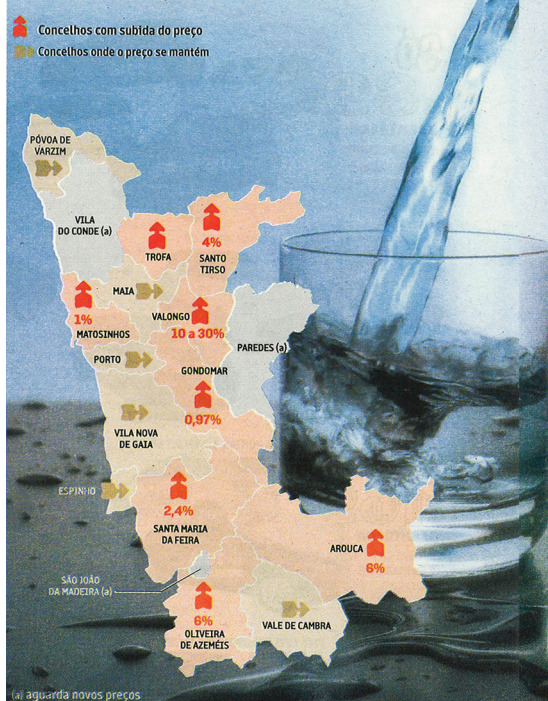 Concelhos com subida do preço
Concelhos onde o preço se mantém
PÓVOA DE
VARZIM
VILA
DO CONDE (a)
TROFA
4%
SANTO
TIRSO
MAIA
1%
MATOSINHOS
VALONGO
10 a 30%
PAREDES (a)
PORTO
GONDOMAR
0,97%
VILA NOVA
DE GAIA
ESPINHO
2,4%
SANTA MARIA
DA FEIRA
AROUCA
6%
SÃO JOÃO
DA MADEIRA (a)
6%
OLIVEIRA
DE AZEMÉIS
VALE DE CAMBRA
(a) aguarda novos preços